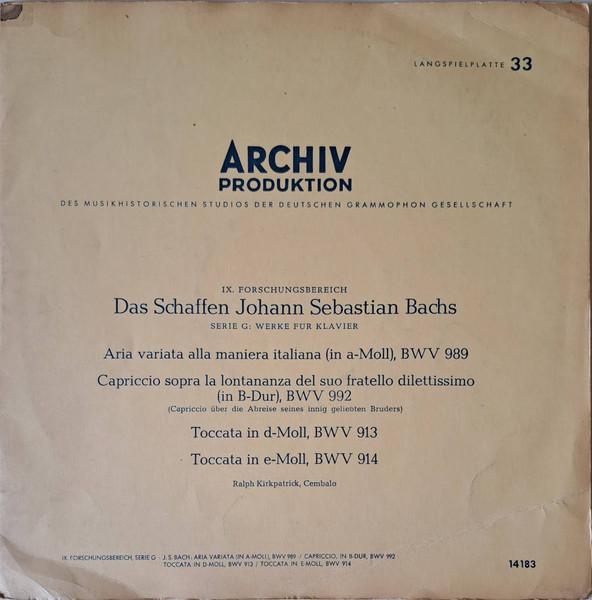 LANGSPIELPLATTE 33
ARCHIV
PRODUKTION
DES MUSIKHISTORISCHEN STUDIOS DER DEUTSCHEN GRAMMOPHON GESELLSCHAFT
IX. FORSCHUNGSBEREICH
Das Schaffen Johann Sebastian Bachs
SERIE G: WERKE FÜR KLAVIER
Aria variata alla maniera italiana (in a-Moll), BWV 989
Capriccio sopra la lontananza del suo fratello dilettissimo
(in B-Dur), BWV 992
(Capriccio über die Abreise seines innig geliebten Bruders)
Toccata in d-Moll, BWV 913
Toccata in e-Moll, BWV 914
Ralph Kirkpatrick, Cembalo
IX. FORSCHUNGSBEREICH, SERIE G · J. S. BACH: ARIA VARIATA (IN A-MOLL), BWV 989 / CAPRICCIO, IN B-DUR, BWV 992
TOCCATA IN D-MOLL, BWV 913 / TOCCATA IN E-MOLL, BWV 914
14183